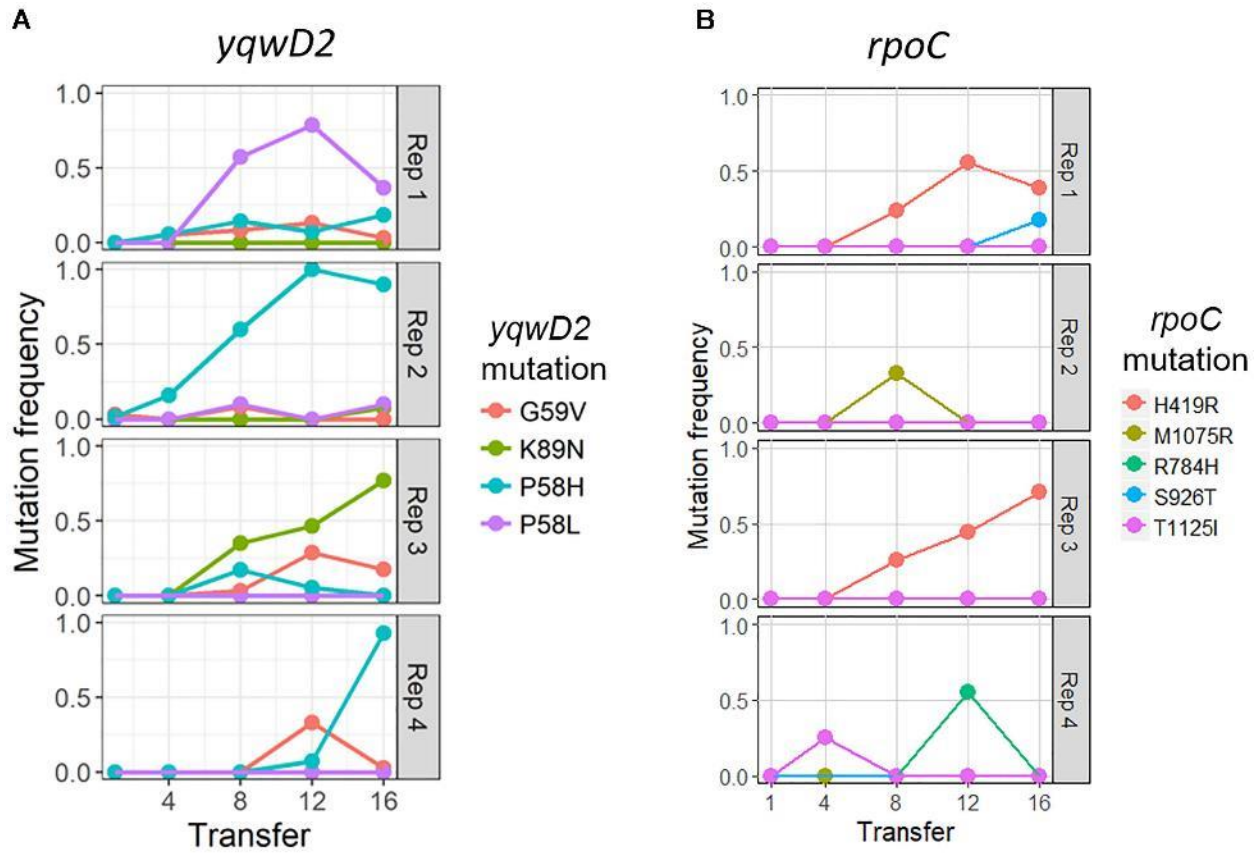 A
yqwD2
Mutation frequency
1.0
0.5
0.0
Rep 1
1.0
0.5
0.0
Rep 2
1.0
0.5
0.0
Rep 3
1.0
0.5
0.0
Rep 4
4 8 12 16
Transfer
yqwD2
mutation
G59V
K89N
P58H
P58L
B
rpoC
Mutation frequency
1.0
0.5
0.0
Rep 1
1.0
0.5
0.0
Rep 2
1.0
0.5
0.0
Rep 3
1.0
0.5
0.0
Rep 4
1 4 8 12 16
Transfer
rpoC
mutation
H419R
M1075R
R784H
S926T
T1125I